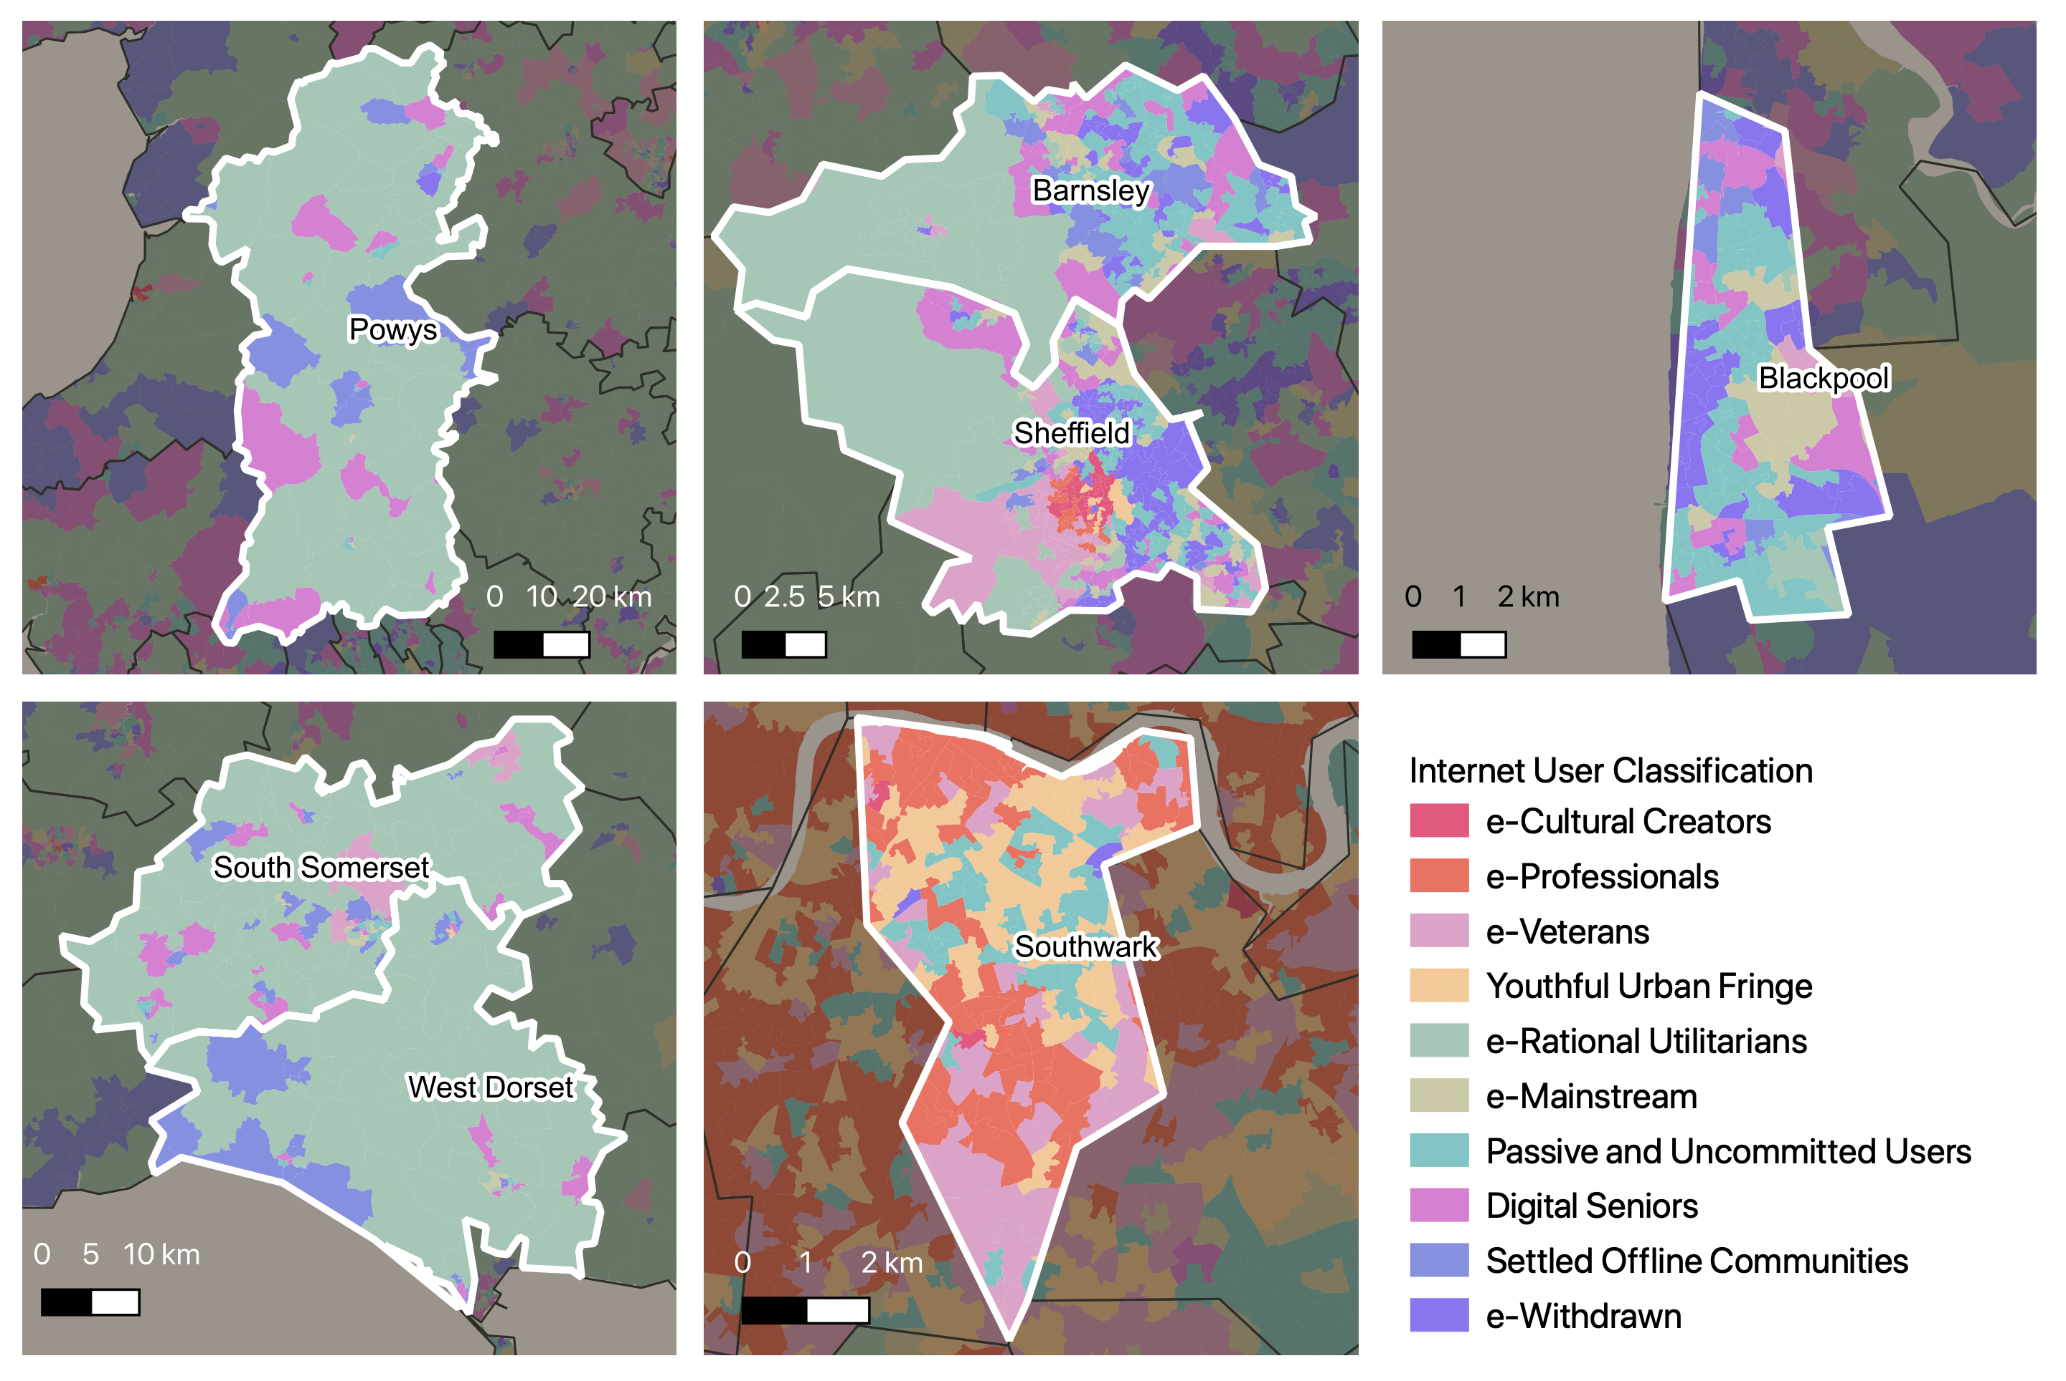 Powys
0 10 20 km
Barnsley
Sheffield
0 2.5 5 km
Blackpool
0 1 2 km
South Somerset
West Dorset
0 5 10 km
Southwark
0 1 2 km
Internet User Classification
e-Cultural Creators
e-Professionals
e-Veterans
Youthful Urban Fringe
e-Rational Utilitarians
e-Mainstream
Passive and Uncommitted Users
Digital Seniors
Settled Offline Communities
e-Withdrawn